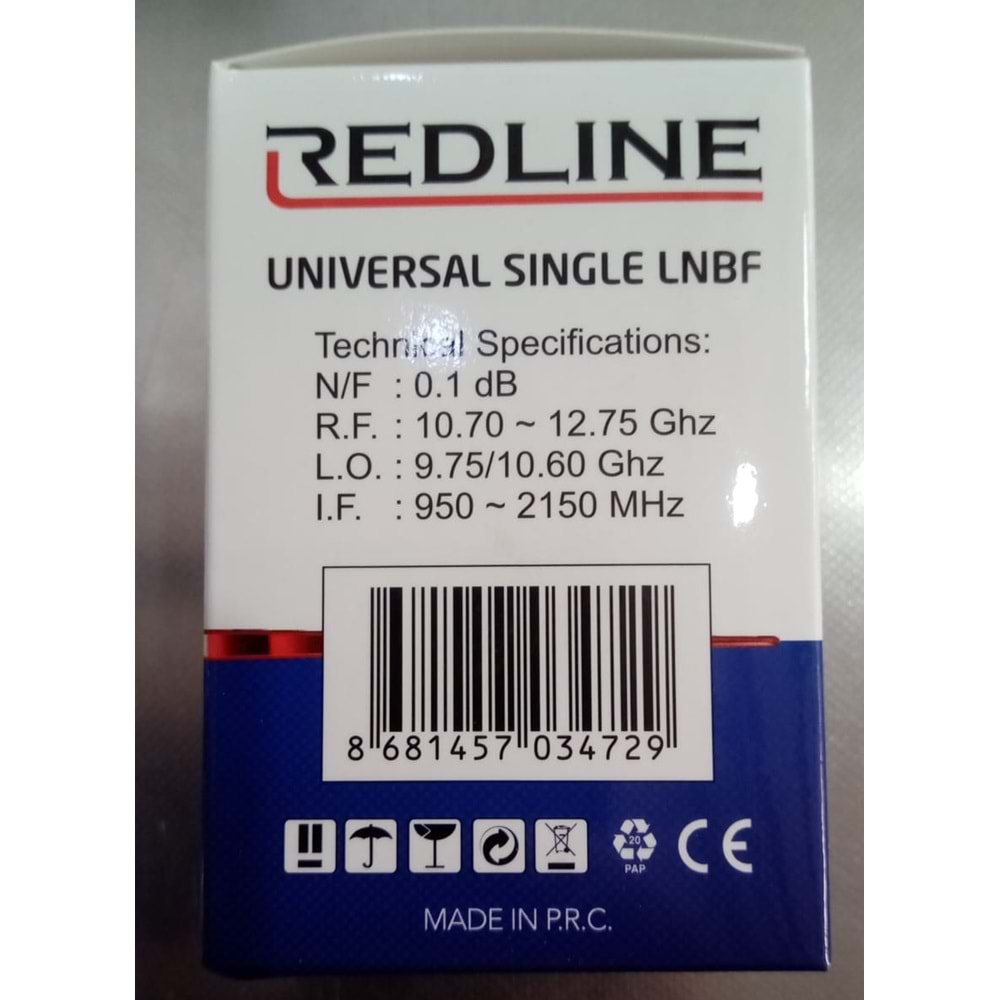 REDLINE
UNIVERSAL SINGLE LNBF
Technical Specifications:
N/F : 0.1 dB
R.F. : 10.70 ~ 12.75 Ghz
L.O. : 9.75/10.60 Ghz
I.F. : 950 ~ 2150 MHz
8 681457 034729
20
PAP
CE
MADE IN P.R.C.